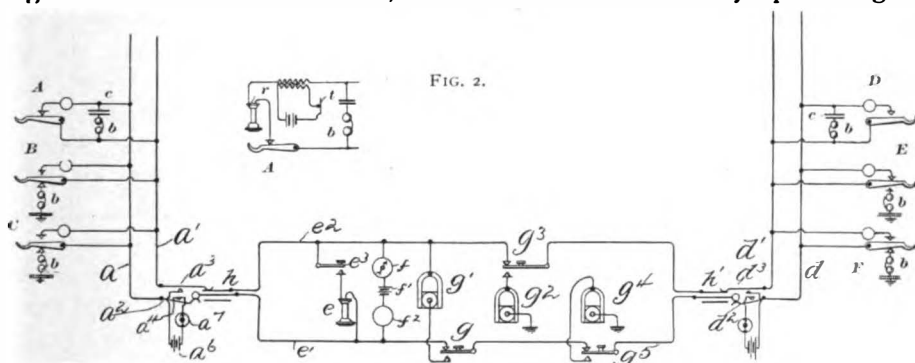 FIG. 2.
A
c
b
r
t
b
A
D
c
b
B
b
E
b
C
b
F
b
a
a'
a³
h
a²
a⁴
a⁷
a⁶
e2
e³
e
e'
f
f'
f²
g'
g
g³
g²
g⁴
g⁵
h'
d'
d³
d
d²